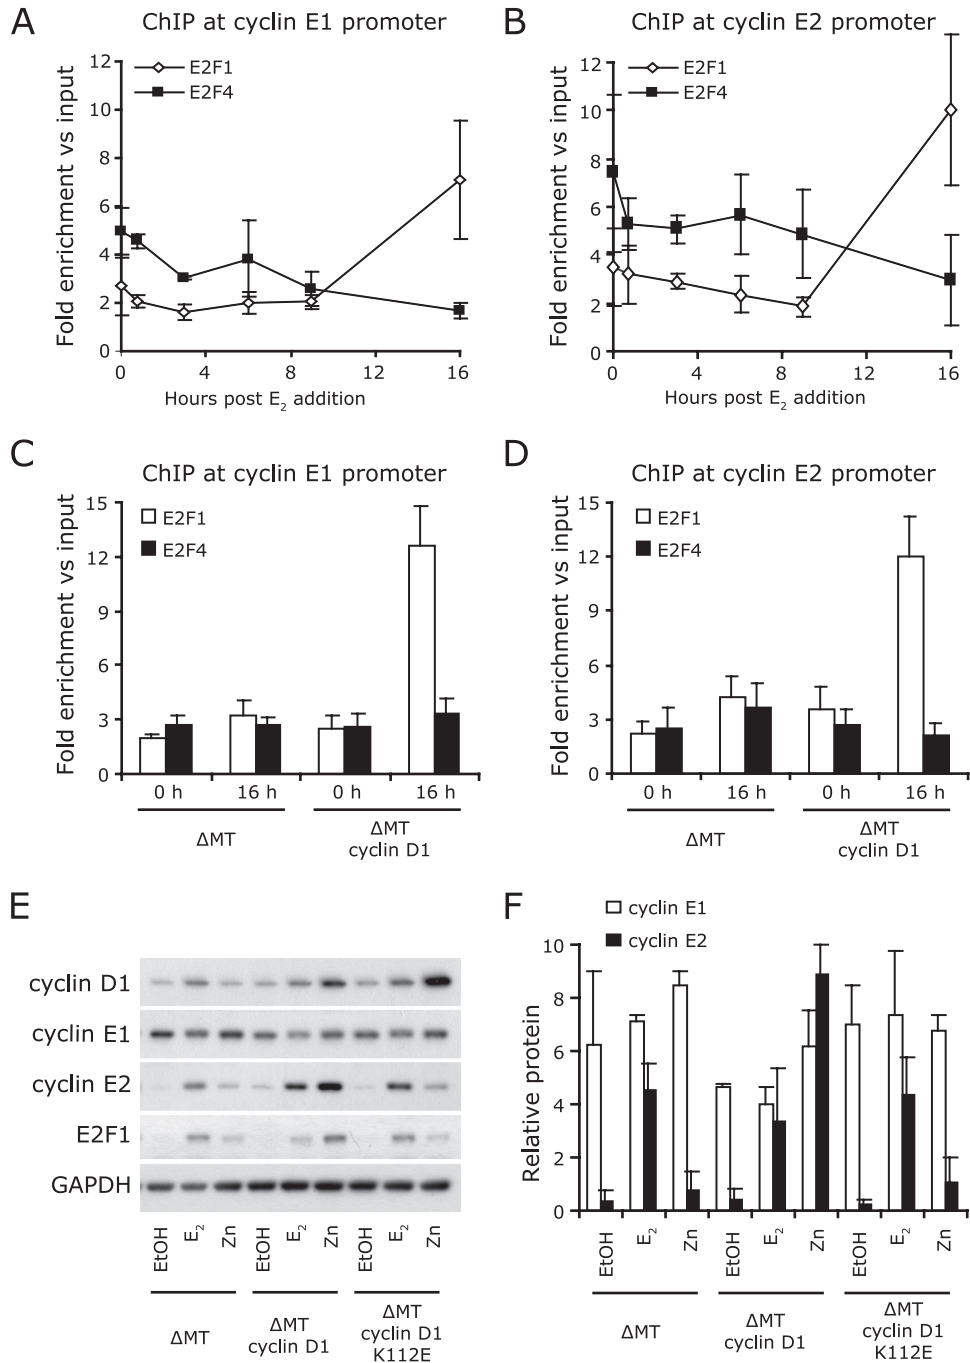 A
ChIP at cyclin E1 promoter
Fold enrichment vs input
12
10
8
6
4
2
0
E2F1
E2F4
0
4
8
12
16
Hours post E₂ addition
B
ChIP at cyclin E2 promoter
Fold enrichment vs input
12
10
8
6
4
2
0
E2F1
E2F4
0
4
8
12
16
Hours post E₂ addition
C
ChIP at cyclin E1 promoter
Fold enrichment vs input
15
12
9
6
3
0
E2F1
E2F4
0 h
16 h
0 h
16 h
ΔMT
ΔMT
cyclin D1
D
ChIP at cyclin E2 promoter
Fold enrichment vs input
15
12
9
6
3
0
E2F1
E2F4
0 h
16 h
0 h
16 h
ΔMT
ΔMT
cyclin D1
E
cyclin D1
cyclin E1
cyclin E2
E2F1
GAPDH
EtOH
E₂
Zn
EtOH
E₂
Zn
EtOH
E₂
Zn
ΔMT
ΔMT
cyclin D1
ΔMT
cyclin D1
K112E
F
cyclin E1
cyclin E2
Relative protein
10
8
6
4
2
0
EtOH
E₂
Zn
EtOH
E₂
Zn
EtOH
E₂
Zn
ΔMT
ΔMT
cyclin D1
ΔMT
cyclin D1
K112E